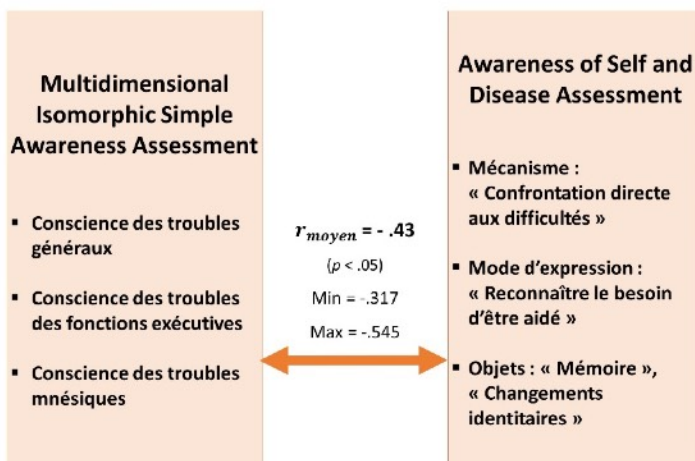 Multidimensional
Isomorphic Simple
Awareness Assessment
▪ Conscience des troubles
généraux
▪ Conscience des troubles
des fonctions exécutives
▪ Conscience des troubles
mnésiques
r_moyen = - .43
(p < .05)
Min = -.317
Max = -.545
Awareness of Self and
Disease Assessment
▪ Mécanisme :
« Confrontation directe
aux difficultés »
▪ Mode d'expression :
« Reconnaître le besoin
d'être aidé »
▪ Objets : « Mémoire »,
« Changements
identitaires »